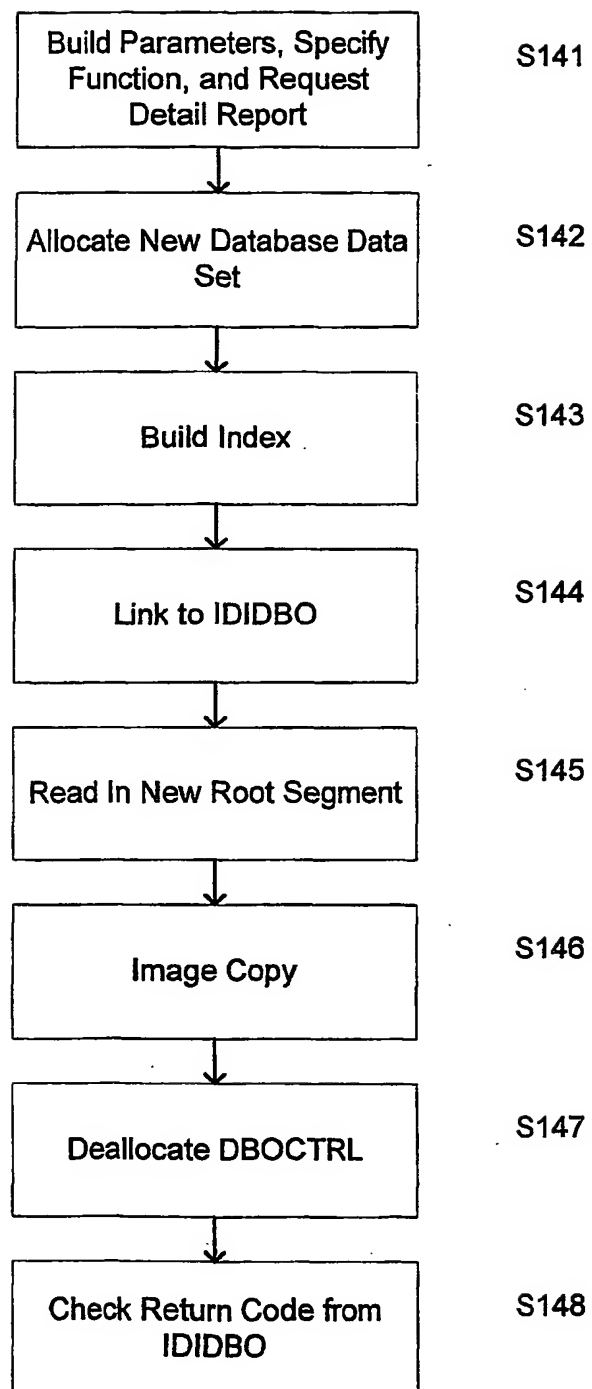 Build Parameters, Specify
Function, and Request
Detail Report
S141
Allocate New Database Data
Set
S142
Build Index
S143
Link to IDIDBO
S144
Read In New Root Segment
S145
Image Copy
S146
Deallocate DBOCTRL
S147
Check Return Code from
IDIDBO
S148